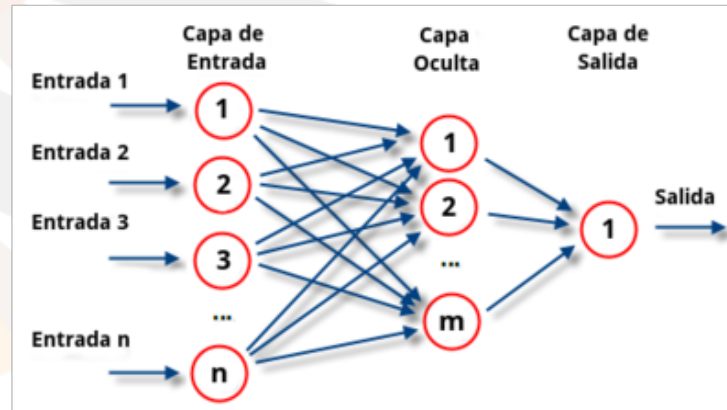 Capa de
Entrada
Capa
Oculta
Capa de
Salida
Entrada 1
1
Entrada 2
2
Entrada 3
3
...
Entrada n
n
1
2
...
m
1
Salida